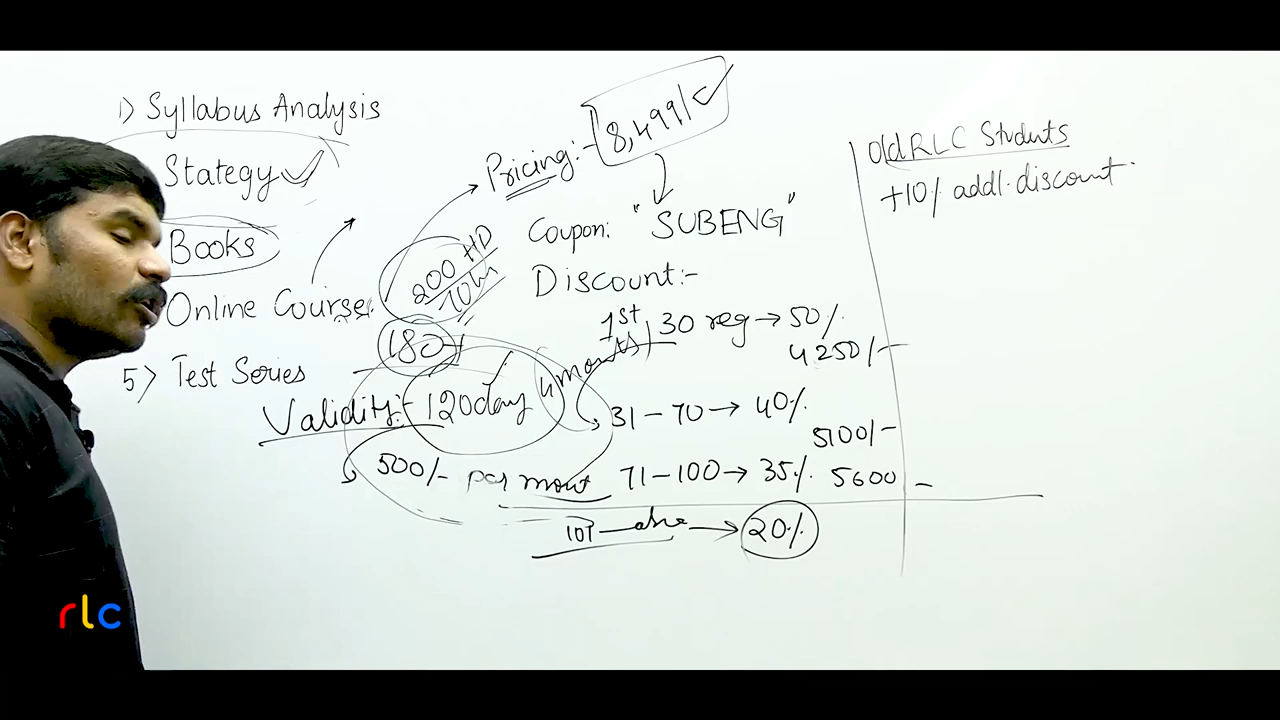 1) Syllabus Analysis
Stategy
Books
Online Course
5) Test Series
Validity:- 120 day
4 months
500/- per mont
200 HD
70 hr
180
Pricing:- 8,499/-
Coupon: "SUBENG"
Discount:-
1st 30 reg → 50%
4250/-
31 - 70 → 40%
5100/-
71 - 100 → 35% 5600
101 — above → 20%
Old RLC Students
+10% addl. discount
rlc